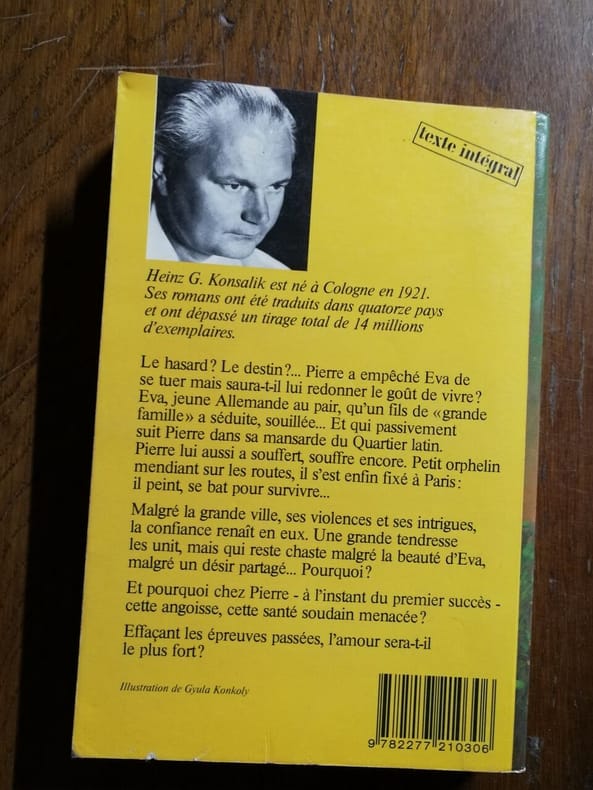 texte intégral
Heinz G. Konsalik est né à Cologne en 1921.
Ses romans ont été traduits dans quatorze pays
et ont dépassé un tirage total de 14 millions
d'exemplaires.
Le hasard? Le destin?... Pierre a empêché Eva de
se tuer mais saura-t-il lui redonner le goût de vivre?
Eva, jeune Allemande au pair, qu'un fils de «grande
famille» a séduite, souillée... Et qui passivement
suit Pierre dans sa mansarde du Quartier latin.
Pierre lui aussi a souffert, souffre encore. Petit orphelin
mendiant sur les routes, il s'est enfin fixé à Paris:
il peint, se bat pour survivre...
Malgré la grande ville, ses violences et ses intrigues,
la confiance renaît en eux. Une grande tendresse
les unit, mais qui reste chaste malgré la beauté d'Eva,
malgré un désir partagé... Pourquoi?
Et pourquoi chez Pierre - à l'instant du premier succès -
cette angoisse, cette santé soudain menacée?
Effaçant les épreuves passées, l'amour sera-t-il
le plus fort?
Illustration de Gyula Konkoly
9 782277 210306